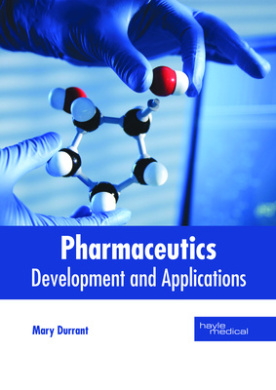 Pharmaceutics
Development and Applications
Mary Durrant
hayle
medical